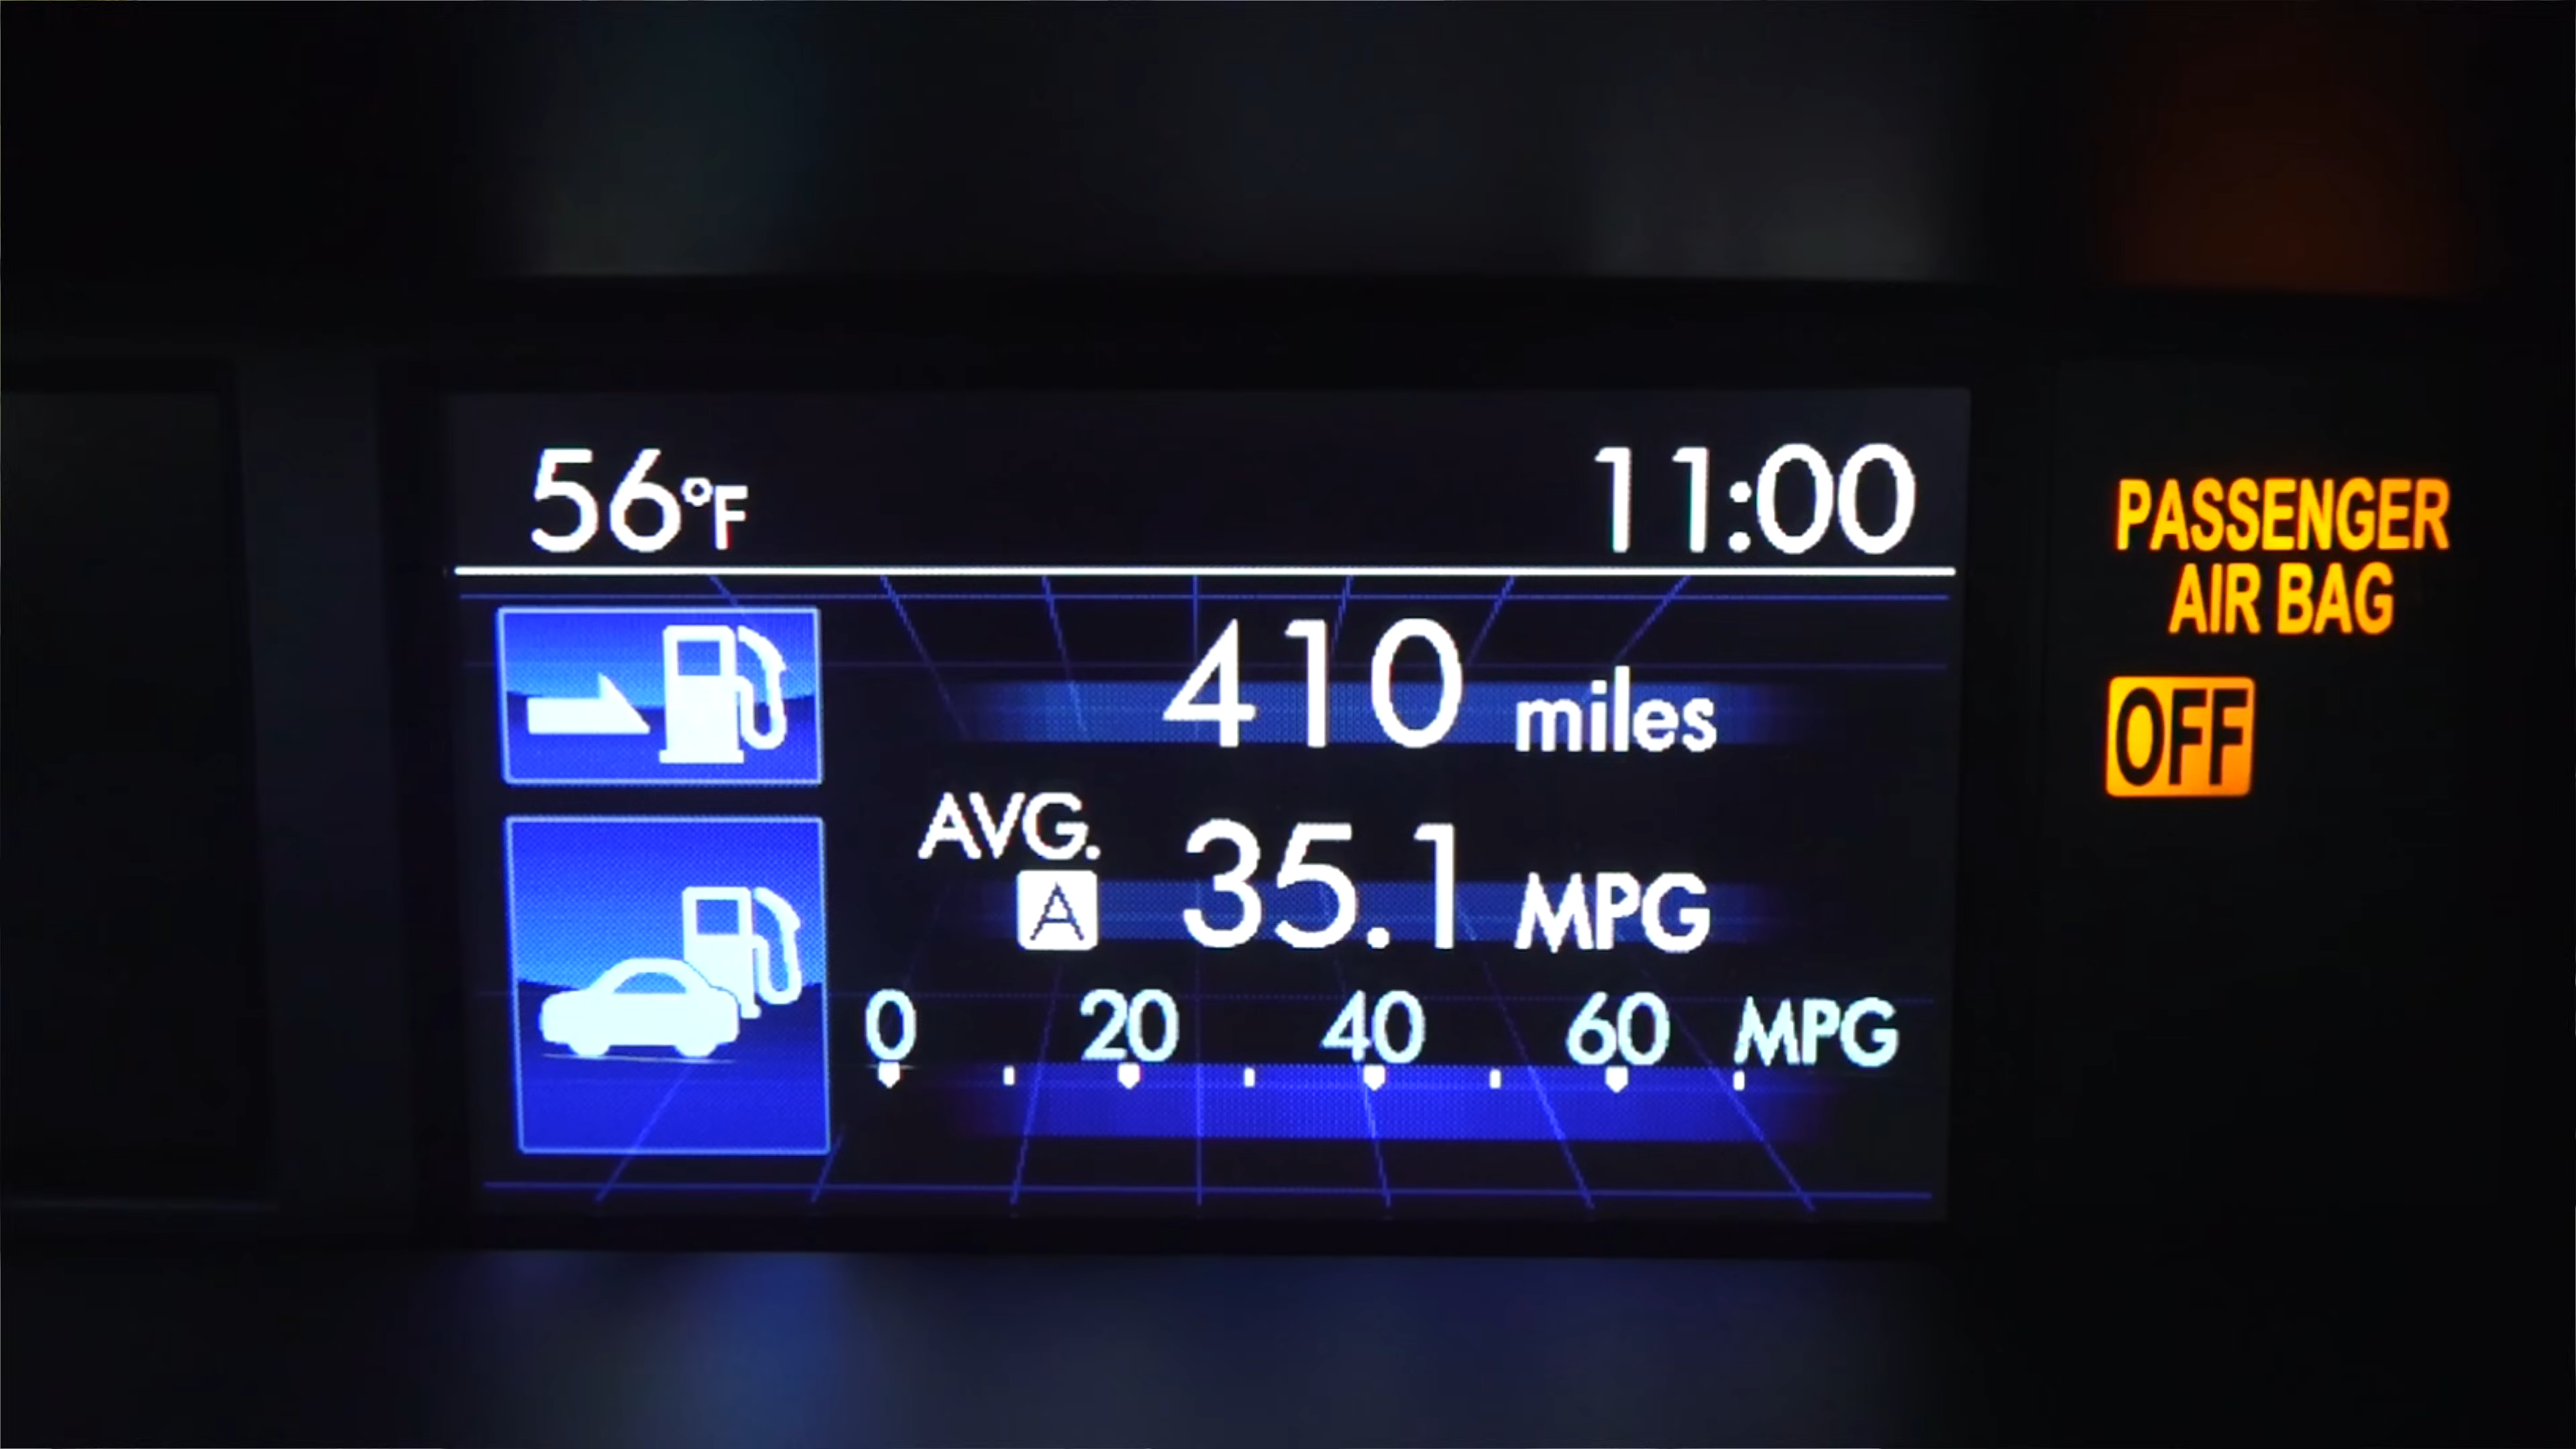 56°F 11:00
PASSENGER
AIR BAG
OFF
410 miles
AVG.
A 35.1 MPG
0 20 40 60 MPG